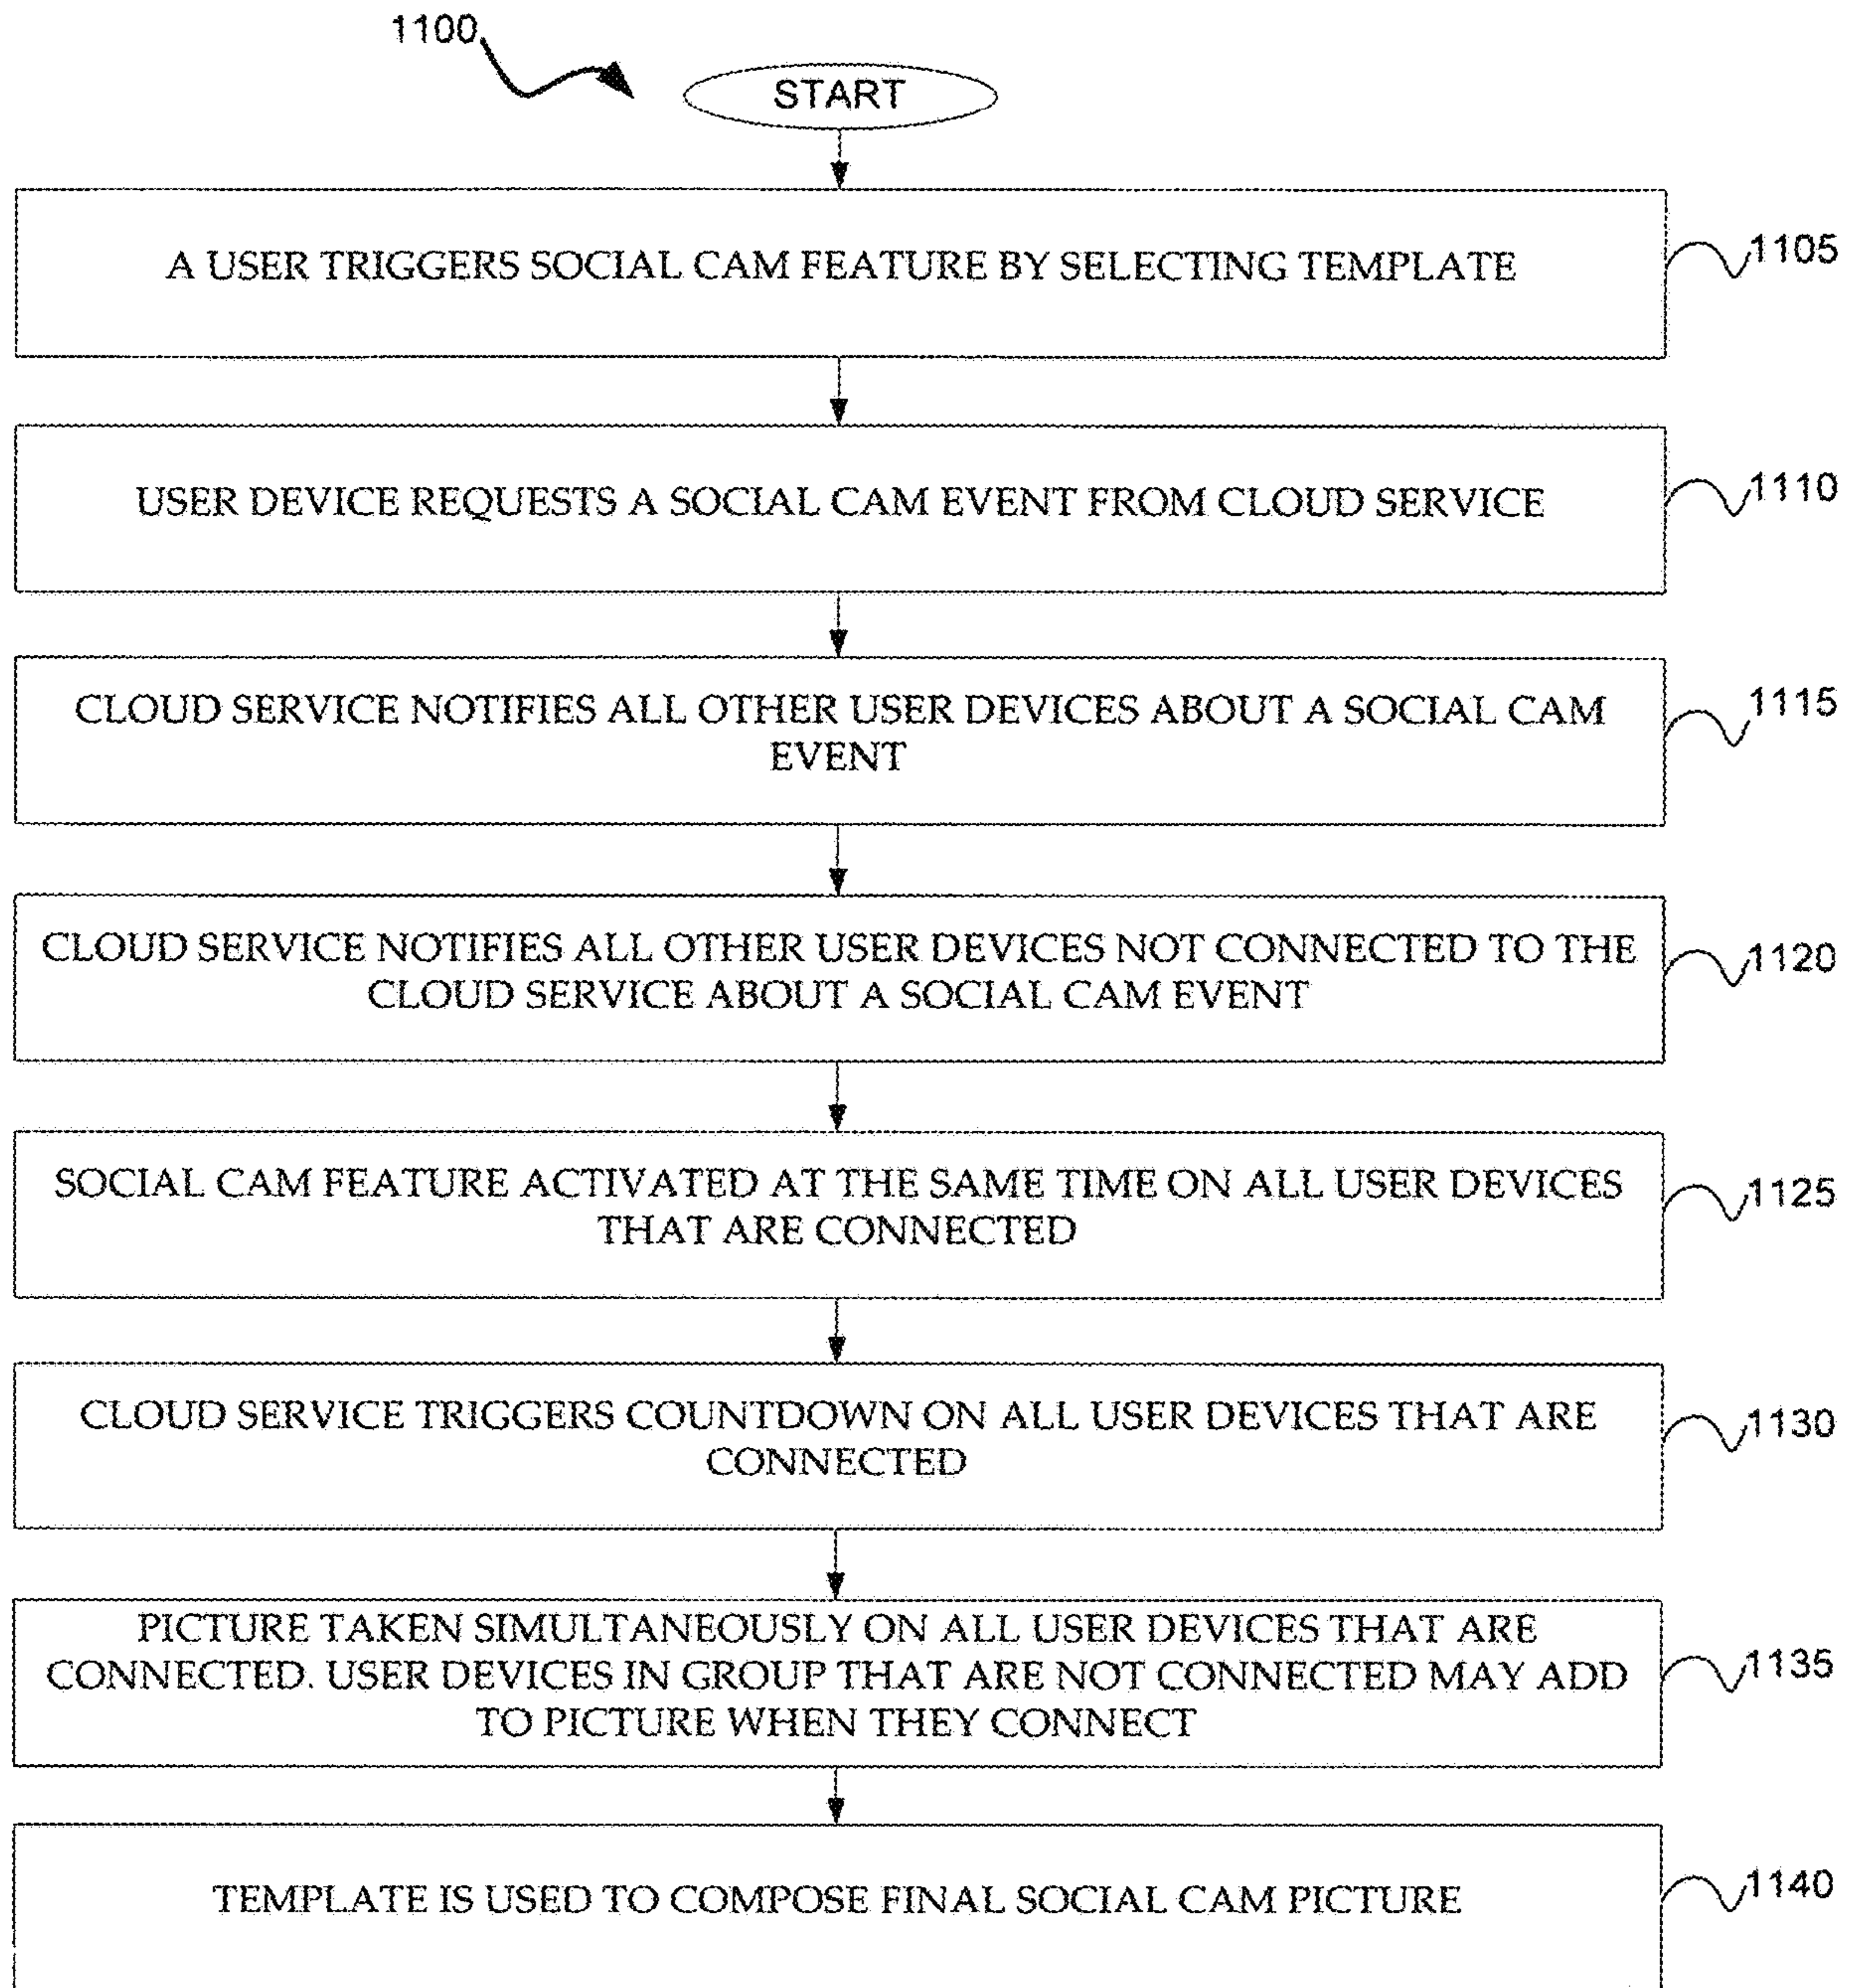 1100
START
A USER TRIGGERS SOCIAL CAM FEATURE BY SELECTING TEMPLATE
1105
USER DEVICE REQUESTS A SOCIAL CAM EVENT FROM CLOUD SERVICE
1110
CLOUD SERVICE NOTIFIES ALL OTHER USER DEVICES ABOUT A SOCIAL CAM
EVENT
1115
CLOUD SERVICE NOTIFIES ALL OTHER USER DEVICES NOT CONNECTED TO THE
CLOUD SERVICE ABOUT A SOCIAL CAM EVENT
1120
SOCIAL CAM FEATURE ACTIVATED AT THE SAME TIME ON ALL USER DEVICES
THAT ARE CONNECTED
1125
CLOUD SERVICE TRIGGERS COUNTDOWN ON ALL USER DEVICES THAT ARE
CONNECTED
1130
PICTURE TAKEN SIMULTANEOUSLY ON ALL USER DEVICES THAT ARE
CONNECTED. USER DEVICES IN GROUP THAT ARE NOT CONNECTED MAY ADD
TO PICTURE WHEN THEY CONNECT
1135
TEMPLATE IS USED TO COMPOSE FINAL SOCIAL CAM PICTURE
1140